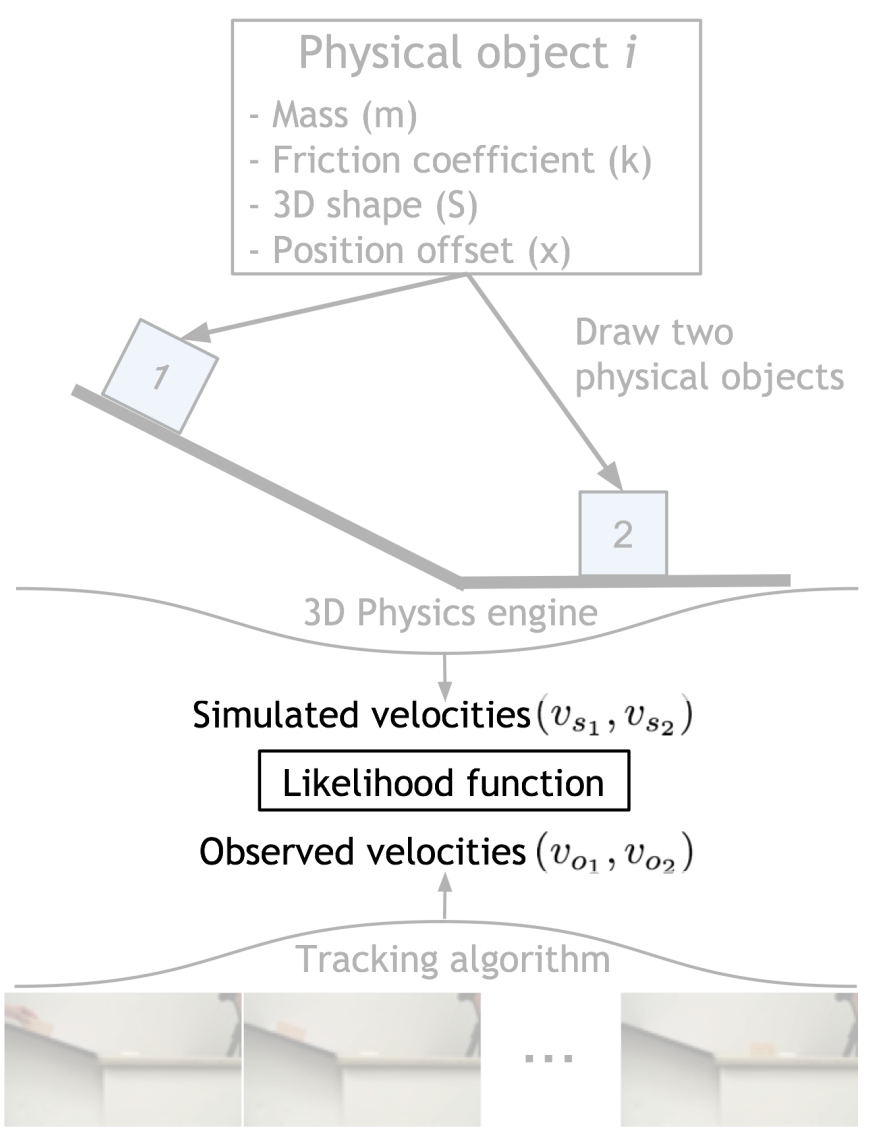 Physical object i
- Mass (m)
- Friction coefficient (k)
- 3D shape (S)
- Position offset (x)
Draw two
physical objects
1
2
3D Physics engine
Simulated velocities (v_{s_1}, v_{s_2})
Likelihood function
Observed velocities (v_{o_1}, v_{o_2})
Tracking algorithm
...